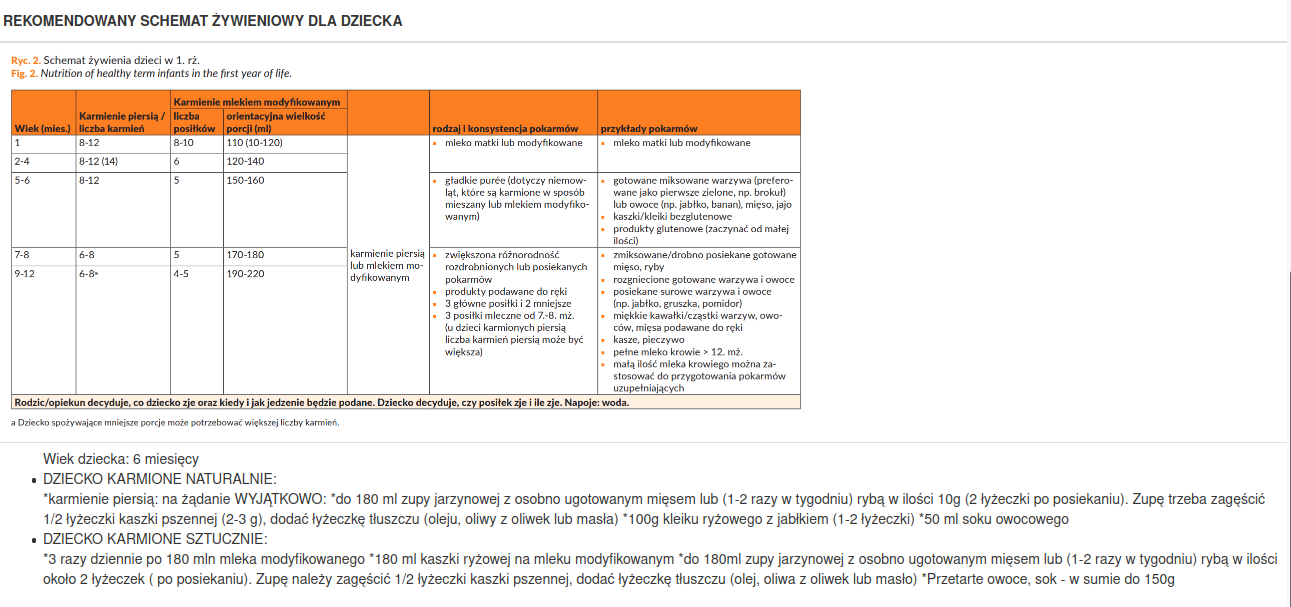 REKOMENDOWANY SCHEMAT ŻYWIENIOWY DLA DZIECKA
Ryc. 2. Schemat żywienia dzieci w 1. rż.
Fig. 2. Nutrition of healthy term infants in the first year of life.
Wiek (mies.)
Karmienie piersią /
liczba karmień
Karmienie mlekiem modyfikowanym
liczba
posiłków
orientacyjna wielkość
porcji (ml)
rodzaj i konsystencja pokarmów
przykłady pokarmów
1
8-12
8-10
110 (10-120)
2-4
8-12 (14)
6
120-140
5-6
8-12
5
150-160
7-8
6-8
5
170-180
9-12
6-8ᵃ
4-5
190-220
karmienie piersią
lub mlekiem mo-
dyfikowanym
▪ mleko matki lub modyfikowane
▪ mleko matki lub modyfikowane
▪ gładkie purée (dotyczy niemow-
ląt, które są karmione w sposób
mieszany lub mlekiem modyfiko-
wanym)
▪ gotowane miksowane warzywa (prefero-
wane jako pierwsze zielone, np. brokuł)
lub owoce (np. jabłko, banan), mięso, jajo
▪ kaszki/kleiki bezglutenowe
▪ produkty glutenowe (zaczynać od małej
ilości)
▪ zwiększona różnorodność
rozdrobnionych lub posiekanych
pokarmów
▪ produkty podawane do ręki
▪ 3 główne posiłki i 2 mniejsze
▪ 3 posiłki mleczne od 7.-8. mż.
(u dzieci karmionych piersią
liczba karmień piersią może być
większa)
▪ zmiksowane/drobno posiekane gotowane
mięso, ryby
▪ rozgniecione gotowane warzywa i owoce
▪ posiekane surowe warzywa i owoce
(np. jabłko, gruszka, pomidor)
▪ miękkie kawałki/cząstki warzyw, owo-
ców, mięsa podawane do ręki
▪ kasze, pieczywo
▪ pełne mleko krowie > 12. mż.
▪ małą ilość mleka krowiego można za-
stosować do przygotowania pokarmów
uzupełniających
Rodzic/opiekun decyduje, co dziecko zje oraz kiedy i jak jedzenie będzie podane. Dziecko decyduje, czy posiłek zje i ile zje. Napoje: woda.
a Dziecko spożywające mniejsze porcje może potrzebować większej liczby karmień.
Wiek dziecka: 6 miesięcy
• DZIECKO KARMIONE NATURALNIE:
*karmienie piersią: na żądanie WYJĄTKOWO: *do 180 ml zupy jarzynowej z osobno ugotowanym mięsem lub (1-2 razy w tygodniu) rybą w ilości 10g (2 łyżeczki po posiekaniu). Zupę trzeba zagęścić
1/2 łyżeczki kaszki pszennej (2-3 g), dodać łyżeczkę tłuszczu (oleju, oliwy z oliwek lub masła) *100g kleiku ryżowego z jabłkiem (1-2 łyżeczki) *50 ml soku owocowego
• DZIECKO KARMIONE SZTUCZNIE:
*3 razy dziennie po 180 mln mleka modyfikowanego *180 ml kaszki ryżowej na mleku modyfikowanym *do 180ml zupy jarzynowej z osobno ugotowanym mięsem lub (1-2 razy w tygodniu) rybą w ilości
około 2 łyżeczek ( po posiekaniu). Zupę należy zagęścić 1/2 łyżeczki kaszki pszennej, dodać łyżeczkę tłuszczu (olej, oliwa z oliwek lub masło) *Przetarte owoce, sok - w sumie do 150g